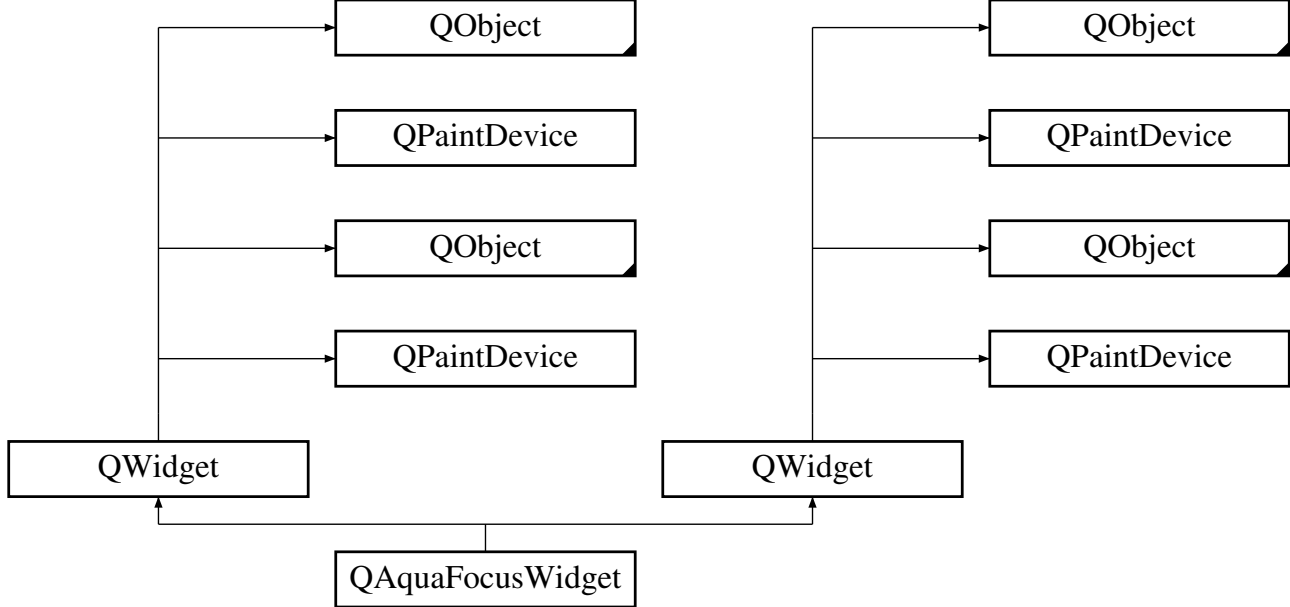 QObject
QObject
QPaintDevice
QPaintDevice
QObject
QObject
QPaintDevice
QPaintDevice
QWidget
QWidget
QAquaFocusWidget